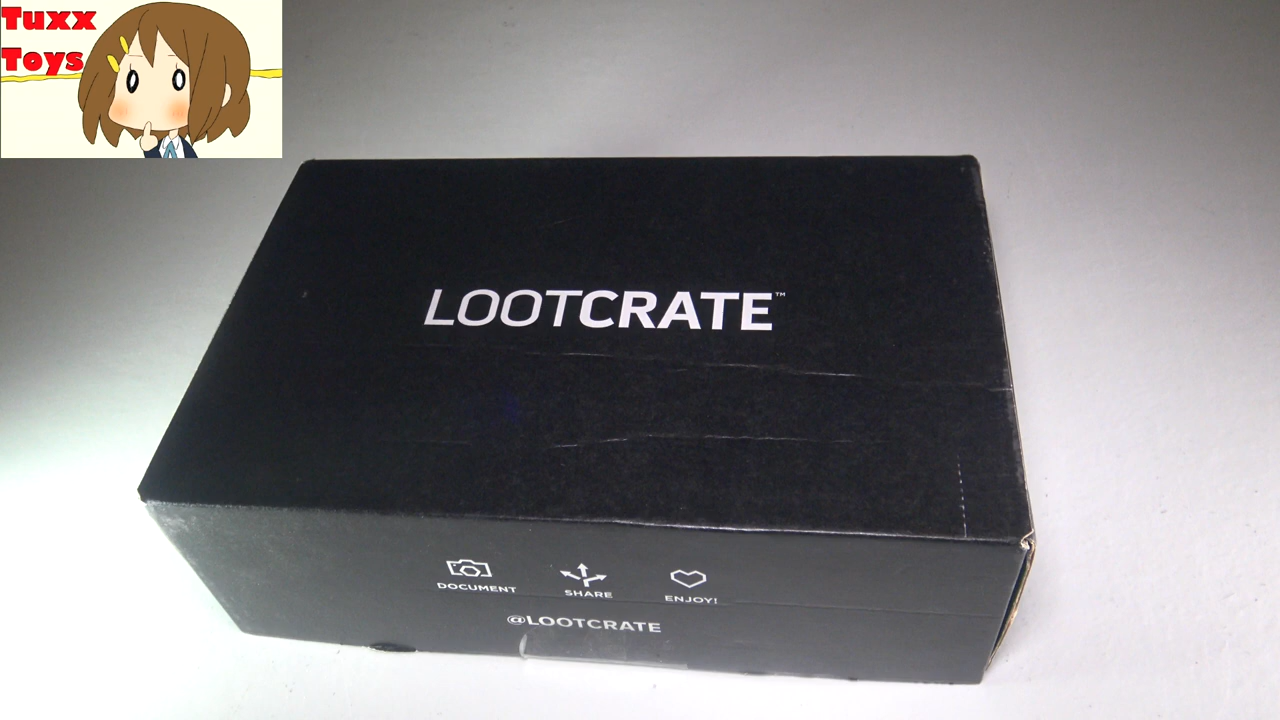 Tuxx
Toys
LOOTCRATE™
DOCUMENT
SHARE
ENJOY!
@LOOTCRATE